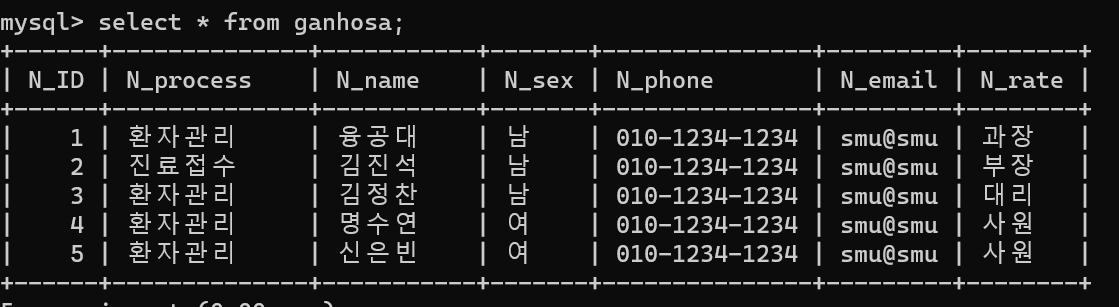 mysql> select * from ganhosa;
+------+---------------+------------+-------+---------------+---------+--------+
| N_ID | N_process | N_name | N_sex | N_phone | N_email | N_rate |
+------+---------------+------------+-------+---------------+---------+--------+
| 1 | 환자관리 | 융공대 | 남 | 010-1234-1234 | smu@smu | 과장 |
| 2 | 진료접수 | 김진석 | 남 | 010-1234-1234 | smu@smu | 부장 |
| 3 | 환자관리 | 김정찬 | 남 | 010-1234-1234 | smu@smu | 대리 |
| 4 | 환자관리 | 명수연 | 여 | 010-1234-1234 | smu@smu | 사원 |
| 5 | 환자관리 | 신은빈 | 여 | 010-1234-1234 | smu@smu | 사원 |
+------+---------------+------------+-------+---------------+---------+--------+